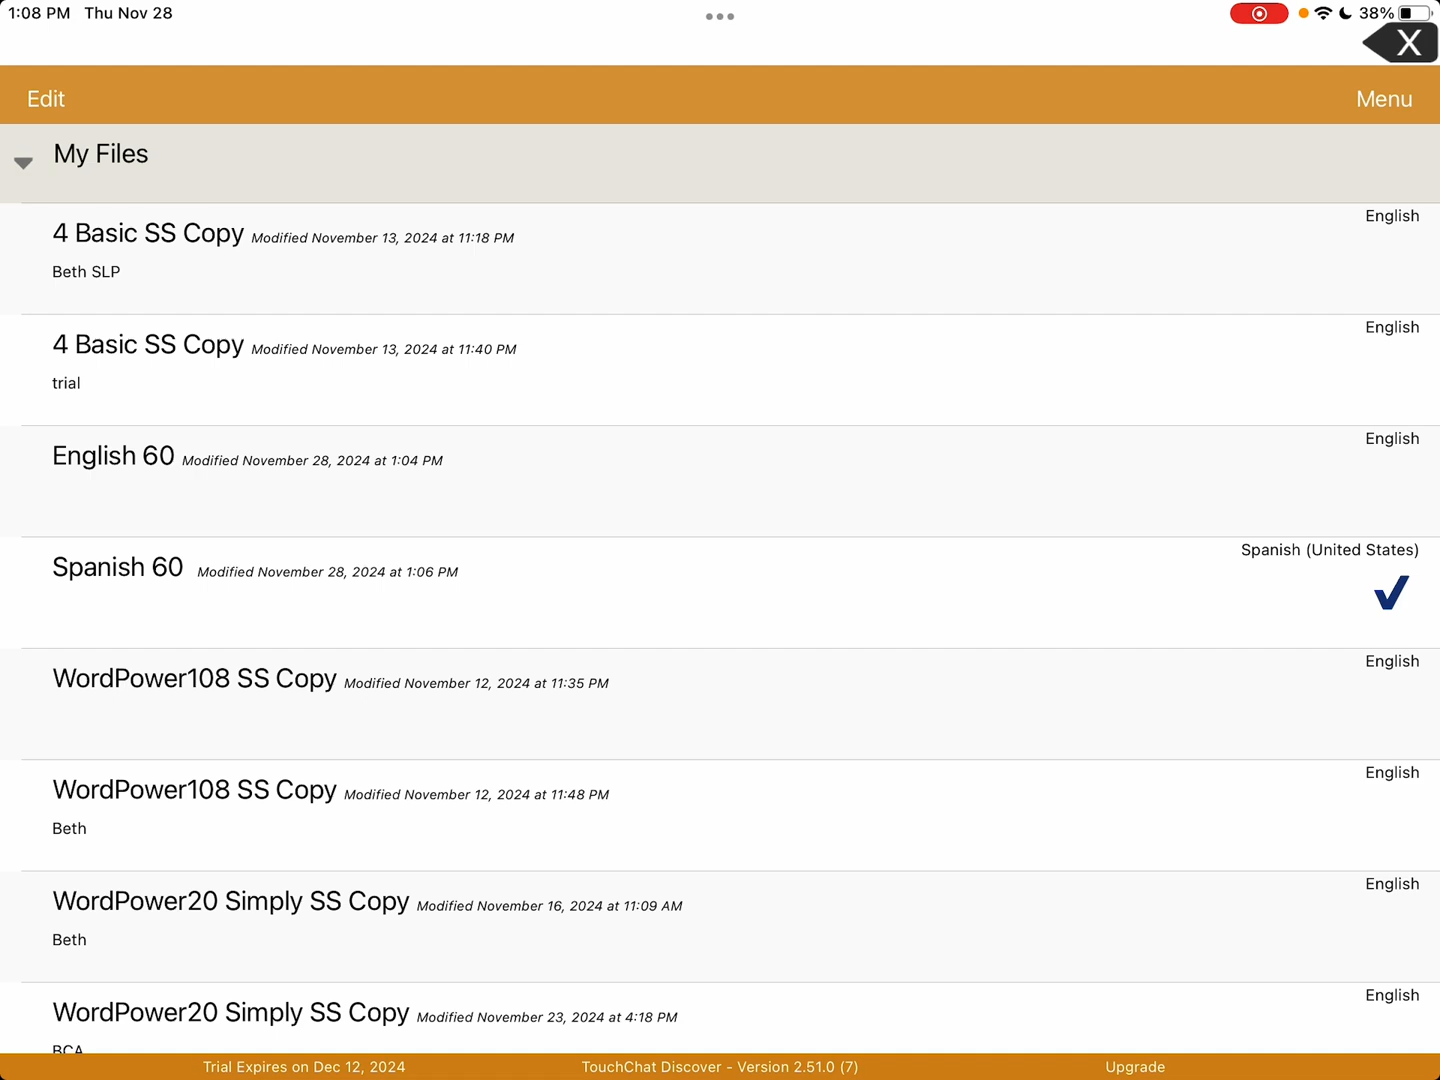 1:08 PM Thu Nov 28
38%
X
Edit Menu
My Files
English
4 Basic SS Copy Modified November 13, 2024 at 11:18 PM
Beth SLP
English
4 Basic SS Copy Modified November 13, 2024 at 11:40 PM
trial
English
English 60 Modified November 28, 2024 at 1:04 PM
Spanish (United States)
Spanish 60 Modified November 28, 2024 at 1:06 PM
English
WordPower108 SS Copy Modified November 12, 2024 at 11:35 PM
English
WordPower108 SS Copy Modified November 12, 2024 at 11:48 PM
Beth
English
WordPower20 Simply SS Copy Modified November 16, 2024 at 11:09 AM
Beth
English
WordPower20 Simply SS Copy Modified November 23, 2024 at 4:18 PM
BCA
Trial Expires on Dec 12, 2024 TouchChat Discover - Version 2.51.0 (7) Upgrade